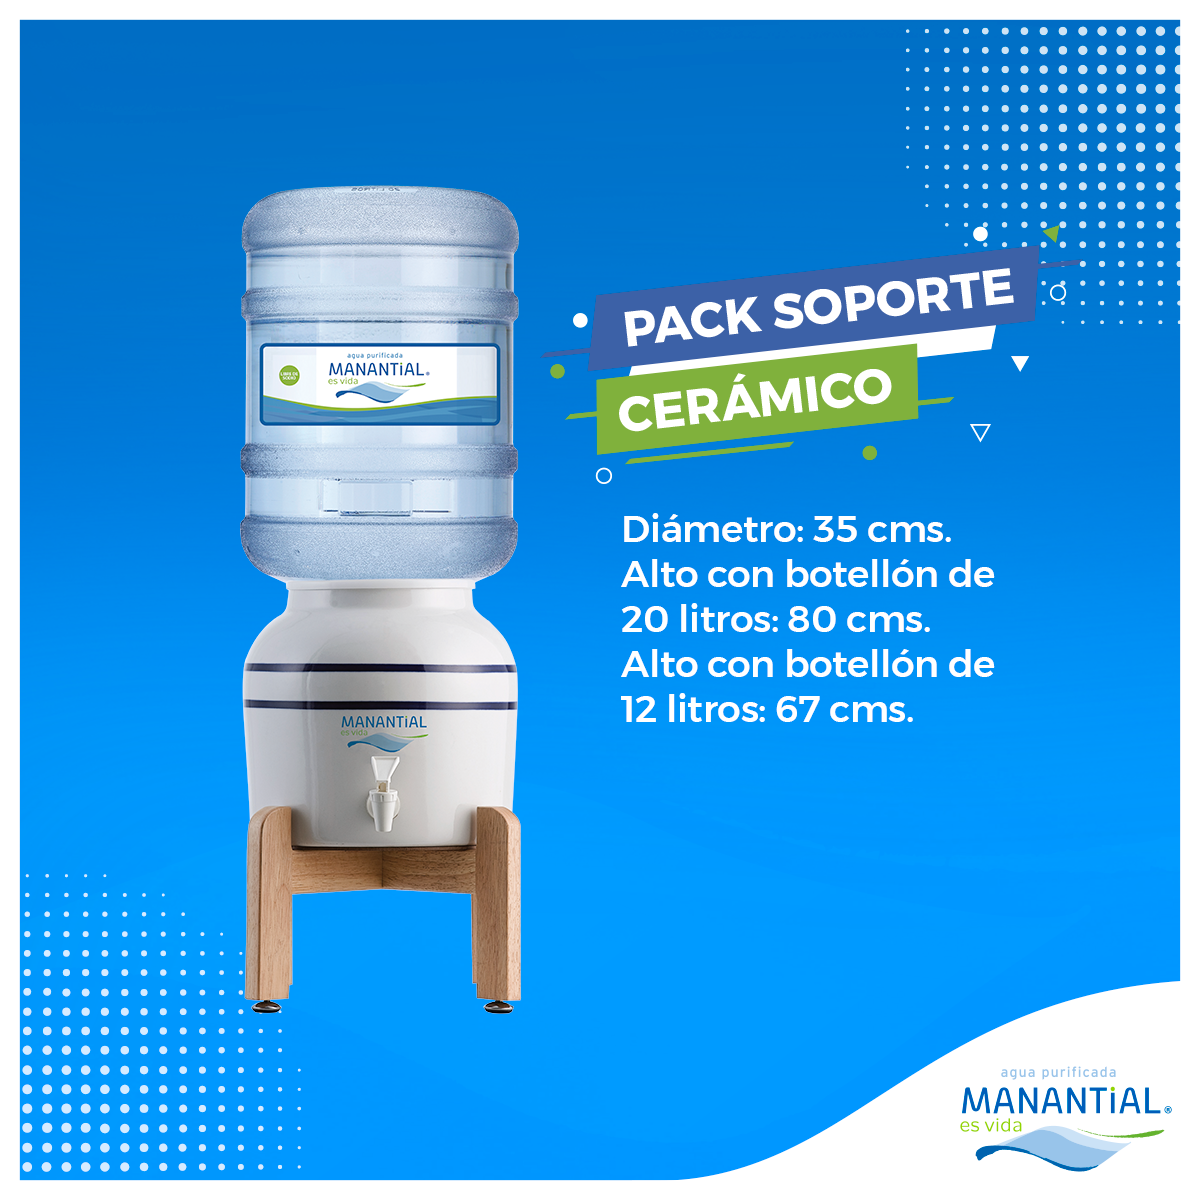 PACK SOPORTE
CERÁMICO
Diámetro: 35 cms.
Alto con botellón de
20 litros: 80 cms.
Alto con botellón de
12 litros: 67 cms.
agua purificada
MANANTiAL®
es vida
MANANTiAL
es vida
agua purificada
MANANTiAL®
es vida